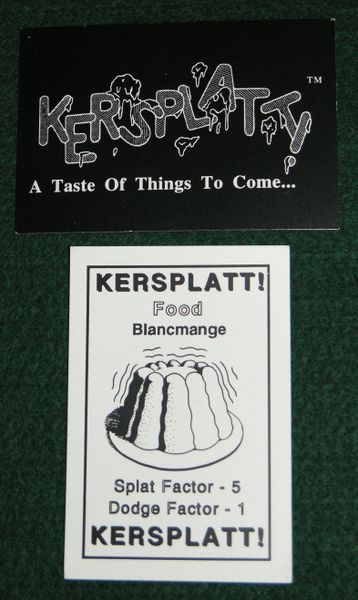 KERSPLATT! ™
A Taste Of Things To Come...
KERSPLATT!
Food
Blancmange
Splat Factor - 5
Dodge Factor - 1
KERSPLATT!